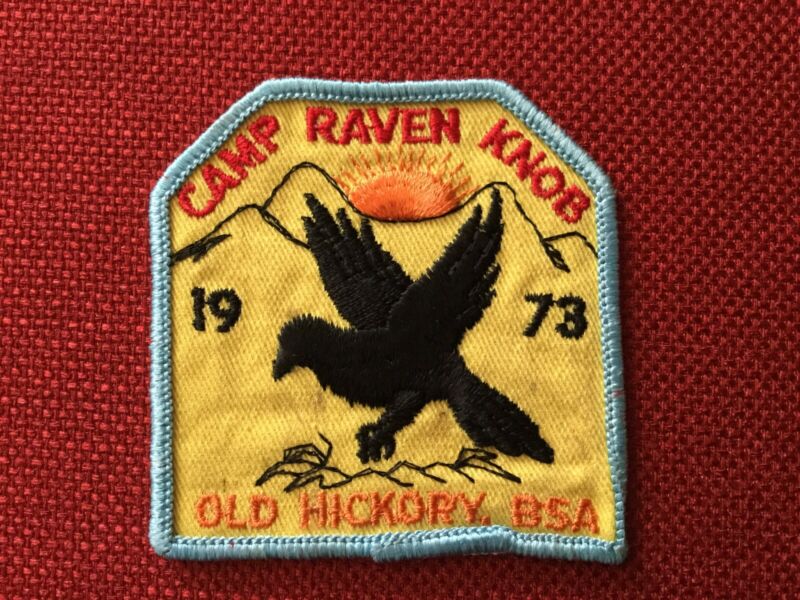 CAMP RAVEN KNOB
19 73
OLD HICKORY, BSA